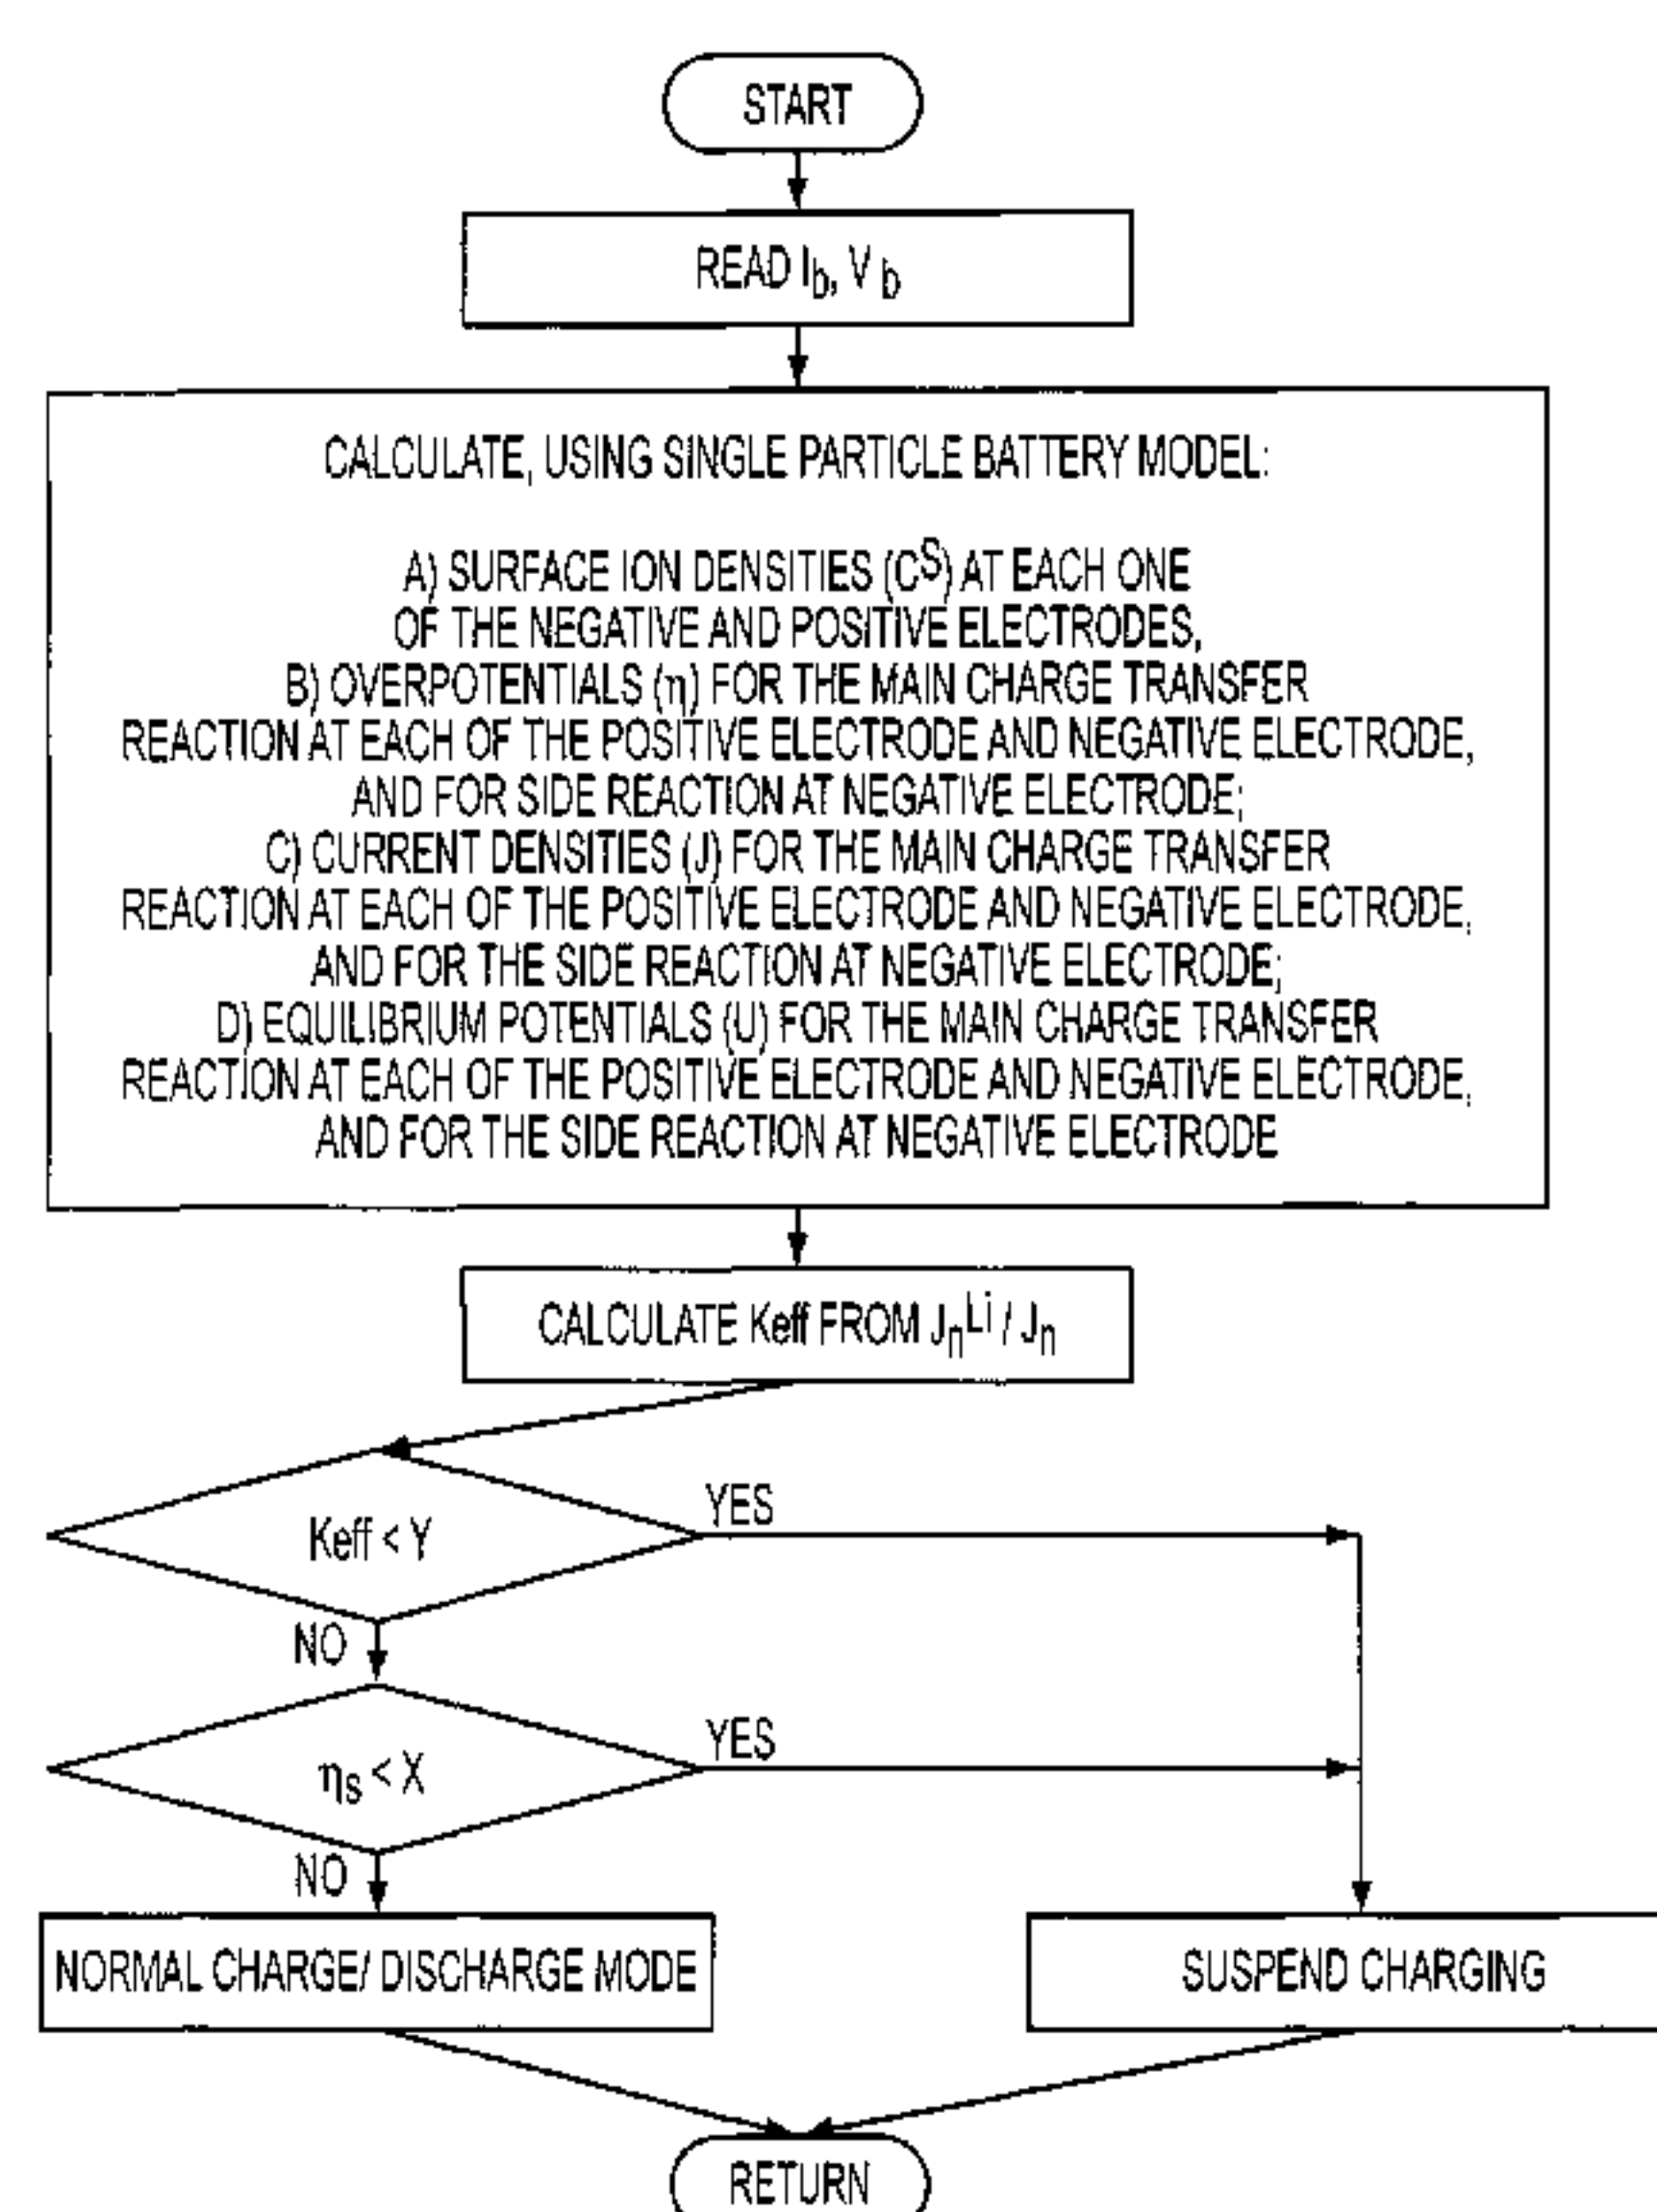 START
READ Ib, Vb
CALCULATE, USING SINGLE PARTICLE BATTERY MODEL:
A) SURFACE ION DENSITIES (CS) AT EACH ONE
OF THE NEGATIVE AND POSITIVE ELECTRODES,
B) OVERPOTENTIALS (η) FOR THE MAIN CHARGE TRANSFER
REACTION AT EACH OF THE POSITIVE ELECTRODE AND NEGATIVE ELECTRODE,
AND FOR SIDE REACTION AT NEGATIVE ELECTRODE;
C) CURRENT DENSITIES (J) FOR THE MAIN CHARGE TRANSFER
REACTION AT EACH OF THE POSITIVE ELECTRODE AND NEGATIVE ELECTRODE,
AND FOR THE SIDE REACTION AT NEGATIVE ELECTRODE;
D) EQUILIBRIUM POTENTIALS (U) FOR THE MAIN CHARGE TRANSFER
REACTION AT EACH OF THE POSITIVE ELECTRODE AND NEGATIVE ELECTRODE,
AND FOR THE SIDE REACTION AT NEGATIVE ELECTRODE
CALCULATE Keff FROM JnLi / Jn
Keff < Y
YES
NO
ηs < X
YES
NO
NORMAL CHARGE/ DISCHARGE MODE
SUSPEND CHARGING
RETURN